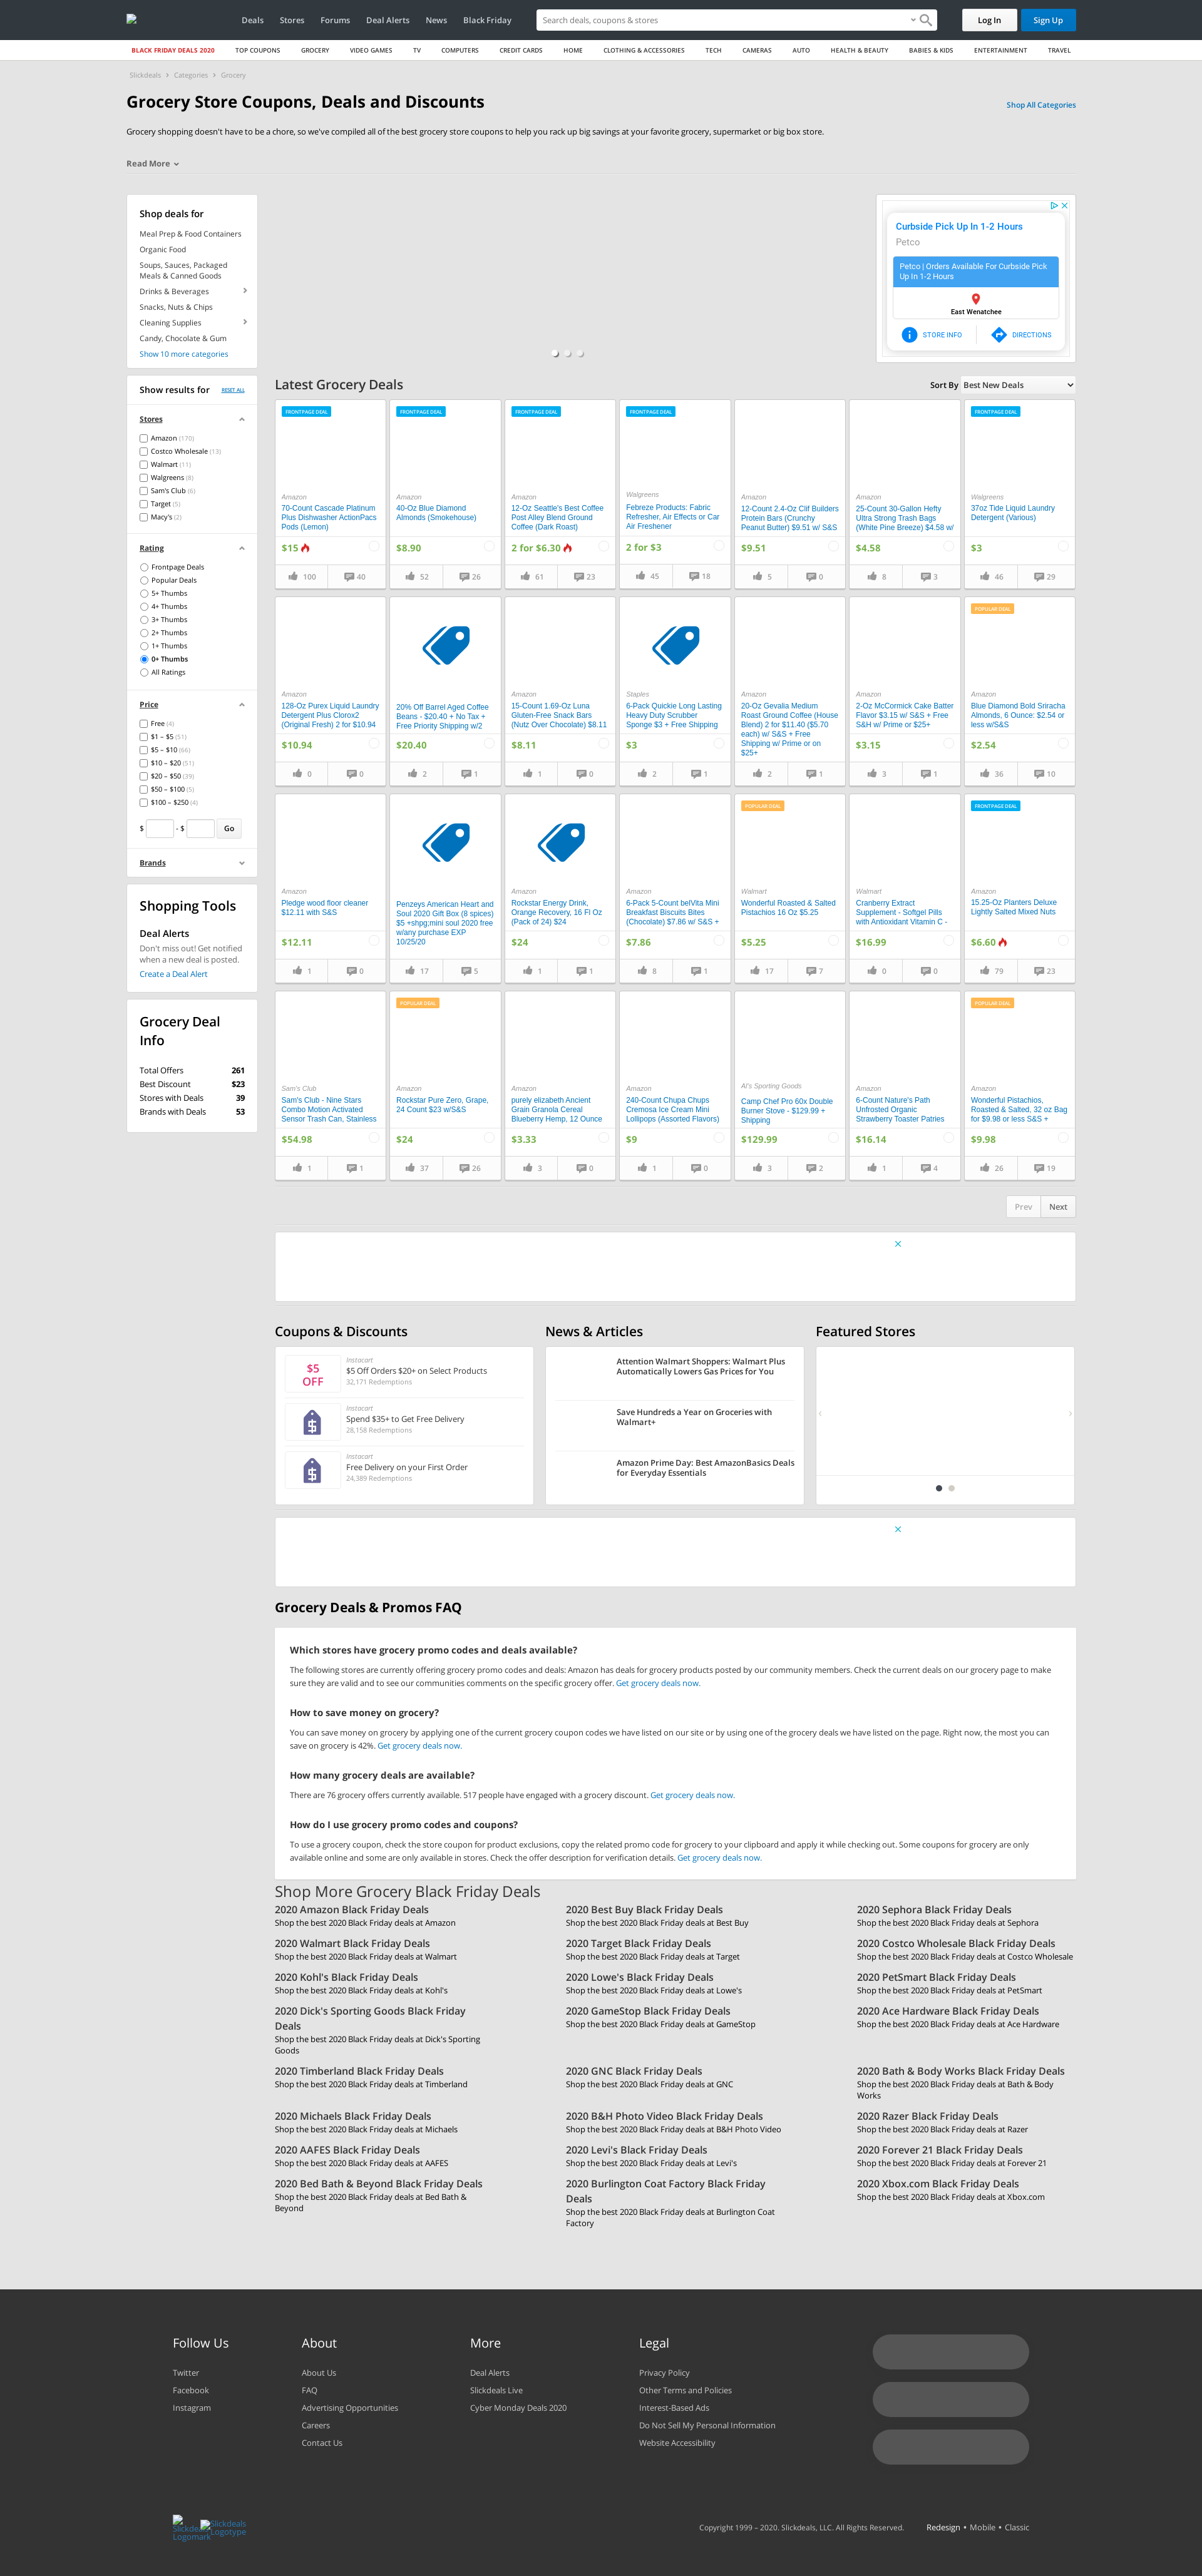 Deals Stores Forums Deal Alerts News Black Friday
Search deals, coupons & stores
Log In Sign Up
BLACK FRIDAY DEALS 2020 TOP COUPONS GROCERY VIDEO GAMES TV COMPUTERS CREDIT CARDS HOME CLOTHING & ACCESSORIES TECH CAMERAS AUTO HEALTH & BEAUTY BABIES & KIDS ENTERTAINMENT TRAVEL
Slickdeals › Categories › Grocery
Grocery Store Coupons, Deals and Discounts
Shop All Categories
Grocery shopping doesn't have to be a chore, so we've compiled all of the best grocery store coupons to help you rack up big savings at your favorite grocery, supermarket or big box store.
Read More
Shop deals for
Meal Prep & Food Containers
Organic Food
Soups, Sauces, Packaged
Meals & Canned Goods
Drinks & Beverages
Snacks, Nuts & Chips
Cleaning Supplies
Candy, Chocolate & Gum
Show 10 more categories
Show results for RESET ALL
Stores
Amazon (170)
Costco Wholesale (13)
Walmart (11)
Walgreens (8)
Sam's Club (6)
Target (5)
Macy's (2)
Rating
Frontpage Deals
Popular Deals
5+ Thumbs
4+ Thumbs
3+ Thumbs
2+ Thumbs
1+ Thumbs
0+ Thumbs
All Ratings
Price
Free (4)
$1 – $5 (51)
$5 – $10 (66)
$10 – $20 (51)
$20 – $50 (39)
$50 – $100 (5)
$100 – $250 (4)
$ - $ Go
Brands
Shopping Tools
Deal Alerts
Don't miss out! Get notified
when a new deal is posted.
Create a Deal Alert
Grocery Deal
Info
Total Offers 261
Best Discount $23
Stores with Deals 39
Brands with Deals 53
Curbside Pick Up In 1-2 Hours
Petco
Petco | Orders Available For Curbside Pick
Up In 1-2 Hours
East Wenatchee
STORE INFO DIRECTIONS
Latest Grocery Deals
Sort By Best New Deals
FRONTPAGE DEAL
Amazon
70-Count Cascade Platinum
Plus Dishwasher ActionPacs
Pods (Lemon)
$15
100 40
FRONTPAGE DEAL
Amazon
40-Oz Blue Diamond
Almonds (Smokehouse)
$8.90
52 26
FRONTPAGE DEAL
Amazon
12-Oz Seattle's Best Coffee
Post Alley Blend Ground
Coffee (Dark Roast)
2 for $6.30
61 23
FRONTPAGE DEAL
Walgreens
Febreze Products: Fabric
Refresher, Air Effects or Car
Air Freshener
2 for $3
45 18
Amazon
12-Count 2.4-Oz Clif Builders
Protein Bars (Crunchy
Peanut Butter) $9.51 w/ S&S
$9.51
5 0
Amazon
25-Count 30-Gallon Hefty
Ultra Strong Trash Bags
(White Pine Breeze) $4.58 w/
$4.58
8 3
FRONTPAGE DEAL
Walgreens
37oz Tide Liquid Laundry
Detergent (Various)
$3
46 29
Amazon
128-Oz Purex Liquid Laundry
Detergent Plus Clorox2
(Original Fresh) 2 for $10.94
$10.94
0 0
20% Off Barrel Aged Coffee
Beans - $20.40 + No Tax +
Free Priority Shipping w/2
$20.40
2 1
Amazon
15-Count 1.69-Oz Luna
Gluten-Free Snack Bars
(Nutz Over Chocolate) $8.11
$8.11
1 0
Staples
6-Pack Quickie Long Lasting
Heavy Duty Scrubber
Sponge $3 + Free Shipping
$3
2 1
Amazon
20-Oz Gevalia Medium
Roast Ground Coffee (House
Blend) 2 for $11.40 ($5.70
each) w/ S&S + Free
Shipping w/ Prime or on
$25+
2 1
Amazon
2-Oz McCormick Cake Batter
Flavor $3.15 w/ S&S + Free
S&H w/ Prime or $25+
$3.15
3 1
POPULAR DEAL
Amazon
Blue Diamond Bold Sriracha
Almonds, 6 Ounce: $2.54 or
less w/S&S
$2.54
36 10
Amazon
Pledge wood floor cleaner
$12.11 with S&S
$12.11
1 0
Penzeys American Heart and
Soul 2020 Gift Box (8 spices)
$5 +shpg;mini soul 2020 free
w/any purchase EXP
10/25/20
17 5
Amazon
Rockstar Energy Drink,
Orange Recovery, 16 Fl Oz
(Pack of 24) $24
$24
1 1
Amazon
6-Pack 5-Count belVita Mini
Breakfast Biscuits Bites
(Chocolate) $7.86 w/ S&S +
$7.86
8 1
POPULAR DEAL
Walmart
Wonderful Roasted & Salted
Pistachios 16 Oz $5.25
$5.25
17 7
Walmart
Cranberry Extract
Supplement - Softgel Pills
with Antioxidant Vitamin C -
$16.99
0 0
FRONTPAGE DEAL
Amazon
15.25-Oz Planters Deluxe
Lightly Salted Mixed Nuts
$6.60
79 23
Sam's Club
Sam's Club - Nine Stars
Combo Motion Activated
Sensor Trash Can, Stainless
$54.98
1 1
POPULAR DEAL
Amazon
Rockstar Pure Zero, Grape,
24 Count $23 w/S&S
$24
37 26
Amazon
purely elizabeth Ancient
Grain Granola Cereal
Blueberry Hemp, 12 Ounce
$3.33
3 0
Amazon
240-Count Chupa Chups
Cremosa Ice Cream Mini
Lollipops (Assorted Flavors)
$9
1 0
Al's Sporting Goods
Camp Chef Pro 60x Double
Burner Stove - $129.99 +
Shipping
$129.99
3 2
Amazon
6-Count Nature's Path
Unfrosted Organic
Strawberry Toaster Patries
$16.14
1 4
POPULAR DEAL
Amazon
Wonderful Pistachios,
Roasted & Salted, 32 oz Bag
for $9.98 or less S&S +
$9.98
26 19
Prev Next
Coupons & Discounts
$5
OFF
Instacart
$5 Off Orders $20+ on Select Products
32,171 Redemptions
Instacart
Spend $35+ to Get Free Delivery
28,158 Redemptions
Instacart
Free Delivery on your First Order
24,389 Redemptions
News & Articles
Attention Walmart Shoppers: Walmart Plus
Automatically Lowers Gas Prices for You
Save Hundreds a Year on Groceries with
Walmart+
Amazon Prime Day: Best AmazonBasics Deals
for Everyday Essentials
Featured Stores
Grocery Deals & Promos FAQ
Which stores have grocery promo codes and deals available?
The following stores are currently offering grocery promo codes and deals: Amazon has deals for grocery products posted by our community members. Check the current deals on our grocery page to make
sure they are valid and to see our communities comments on the specific grocery offer. Get grocery deals now.
How to save money on grocery?
You can save money on grocery by applying one of the current grocery coupon codes we have listed on our site or by using one of the grocery deals we have listed on the page. Right now, the most you can
save on grocery is 42%. Get grocery deals now.
How many grocery deals are available?
There are 76 grocery offers currently available. 517 people have engaged with a grocery discount. Get grocery deals now.
How do I use grocery promo codes and coupons?
To use a grocery coupon, check the store coupon for product exclusions, copy the related promo code for grocery to your clipboard and apply it while checking out. Some coupons for grocery are only
available online and some are only available in stores. Check the offer description for verification details. Get grocery deals now.
Shop More Grocery Black Friday Deals
2020 Amazon Black Friday Deals
Shop the best 2020 Black Friday deals at Amazon
2020 Best Buy Black Friday Deals
Shop the best 2020 Black Friday deals at Best Buy
2020 Sephora Black Friday Deals
Shop the best 2020 Black Friday deals at Sephora
2020 Walmart Black Friday Deals
Shop the best 2020 Black Friday deals at Walmart
2020 Target Black Friday Deals
Shop the best 2020 Black Friday deals at Target
2020 Costco Wholesale Black Friday Deals
Shop the best 2020 Black Friday deals at Costco Wholesale
2020 Kohl's Black Friday Deals
Shop the best 2020 Black Friday deals at Kohl's
2020 Lowe's Black Friday Deals
Shop the best 2020 Black Friday deals at Lowe's
2020 PetSmart Black Friday Deals
Shop the best 2020 Black Friday deals at PetSmart
2020 Dick's Sporting Goods Black Friday
Deals
Shop the best 2020 Black Friday deals at Dick's Sporting
Goods
2020 GameStop Black Friday Deals
Shop the best 2020 Black Friday deals at GameStop
2020 Ace Hardware Black Friday Deals
Shop the best 2020 Black Friday deals at Ace Hardware
2020 Timberland Black Friday Deals
Shop the best 2020 Black Friday deals at Timberland
2020 GNC Black Friday Deals
Shop the best 2020 Black Friday deals at GNC
2020 Bath & Body Works Black Friday Deals
Shop the best 2020 Black Friday deals at Bath & Body
Works
2020 Michaels Black Friday Deals
Shop the best 2020 Black Friday deals at Michaels
2020 B&H Photo Video Black Friday Deals
Shop the best 2020 Black Friday deals at B&H Photo Video
2020 Razer Black Friday Deals
Shop the best 2020 Black Friday deals at Razer
2020 AAFES Black Friday Deals
Shop the best 2020 Black Friday deals at AAFES
2020 Levi's Black Friday Deals
Shop the best 2020 Black Friday deals at Levi's
2020 Forever 21 Black Friday Deals
Shop the best 2020 Black Friday deals at Forever 21
2020 Bed Bath & Beyond Black Friday Deals
Shop the best 2020 Black Friday deals at Bed Bath &
Beyond
2020 Burlington Coat Factory Black Friday
Deals
Shop the best 2020 Black Friday deals at Burlington Coat
Factory
2020 Xbox.com Black Friday Deals
Shop the best 2020 Black Friday deals at Xbox.com
Follow Us
Twitter
Facebook
Instagram
About
About Us
FAQ
Advertising Opportunities
Careers
Contact Us
More
Deal Alerts
Slickdeals Live
Cyber Monday Deals 2020
Legal
Privacy Policy
Other Terms and Policies
Interest-Based Ads
Do Not Sell My Personal Information
Website Accessibility
Slickdeals
Logomark
Slickdeals
Logotype
Copyright 1999 – 2020. Slickdeals, LLC. All Rights Reserved.
Redesign • Mobile • Classic